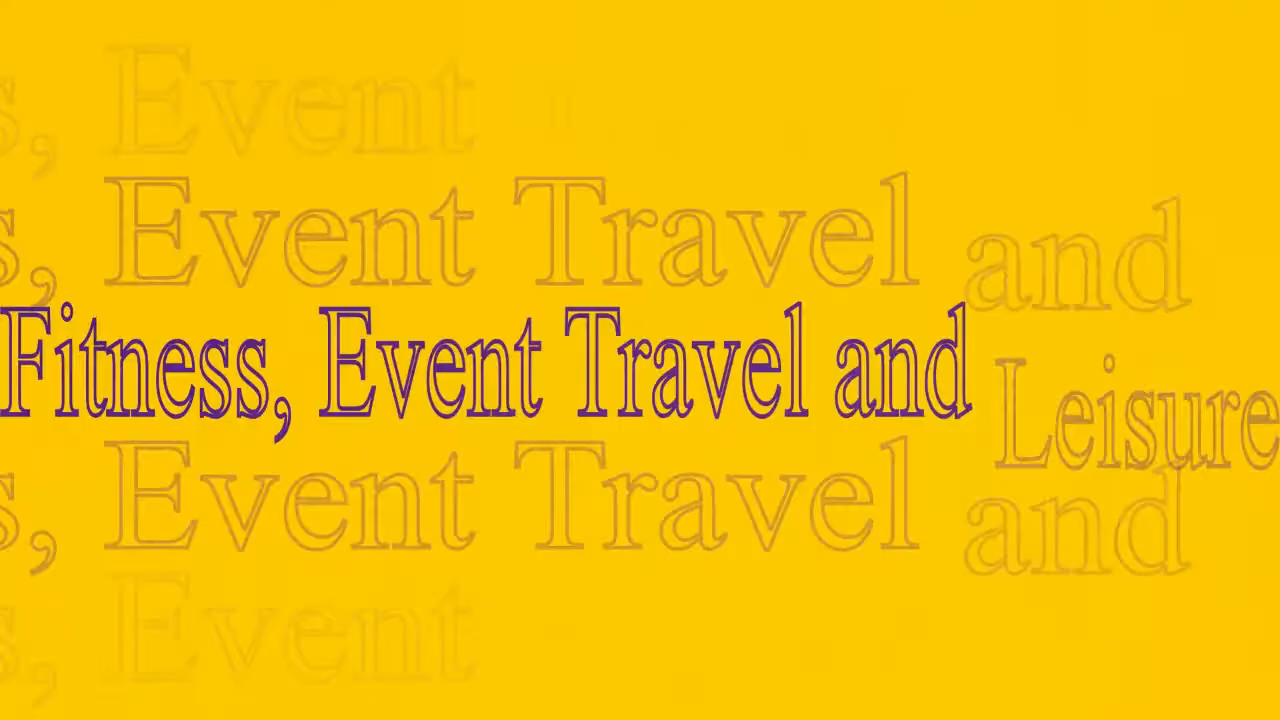 s, Event
s, Event Travel and
Fitness, Event Travel and Leisure
s, Event Travel and
s, Event